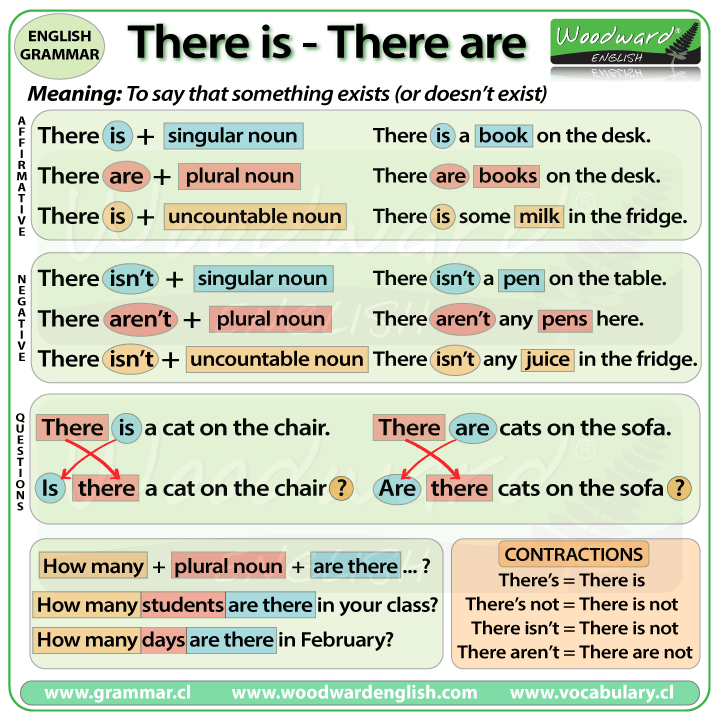 ENGLISH
GRAMMAR
There is - There are
Woodward®
ENGLISH
Meaning: To say that something exists (or doesn't exist)
AFFIRMATIVE
There is + singular noun There is a book on the desk.
There are + plural noun There are books on the desk.
There is + uncountable noun There is some milk in the fridge.
NEGATIVE
There isn't + singular noun There isn't a pen on the table.
There aren't + plural noun There aren't any pens here.
There isn't + uncountable noun There isn't any juice in the fridge.
QUESTIONS
There is a cat on the chair. There are cats on the sofa.
Is there a cat on the chair ? Are there cats on the sofa ?
How many + plural noun + are there ... ?
How many students are there in your class?
How many days are there in February?
CONTRACTIONS
There's = There is
There's not = There is not
There isn't = There is not
There aren't = There are not
www.grammar.cl www.woodwardenglish.com www.vocabulary.cl